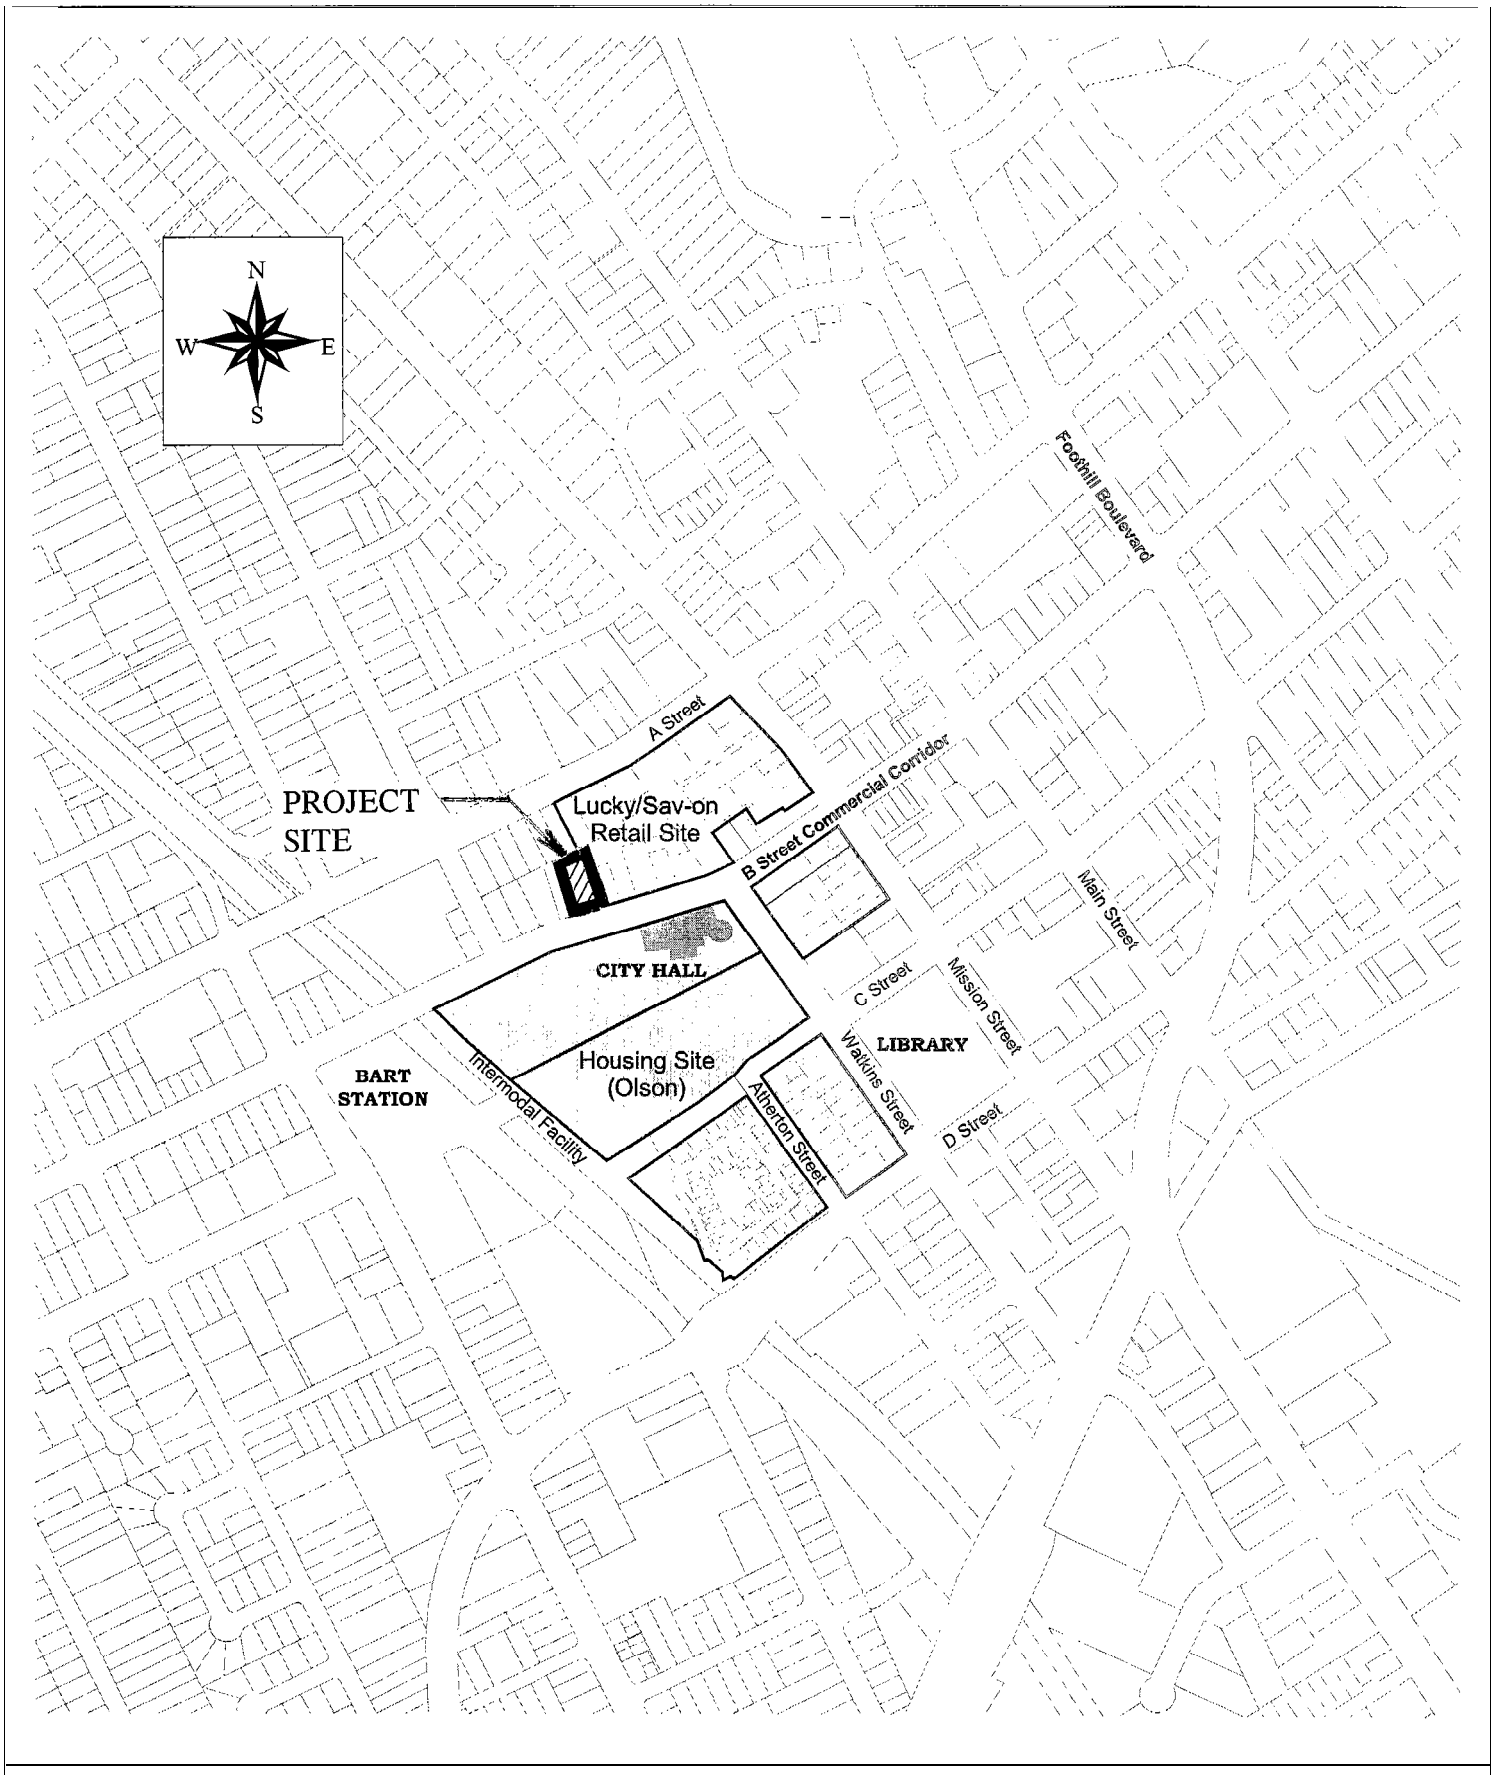 N
W E
S
Foothill Boulevard
A Street
B Street Commercial Corridor
PROJECT
SITE
Lucky/Sav-on
Retail Site
Main Street
CITY HALL
C Street
Mission Street
LIBRARY
Watkins Street
Housing Site
(Olson)
BART
STATION
Intermodal Facility
Atherton Street
D Street